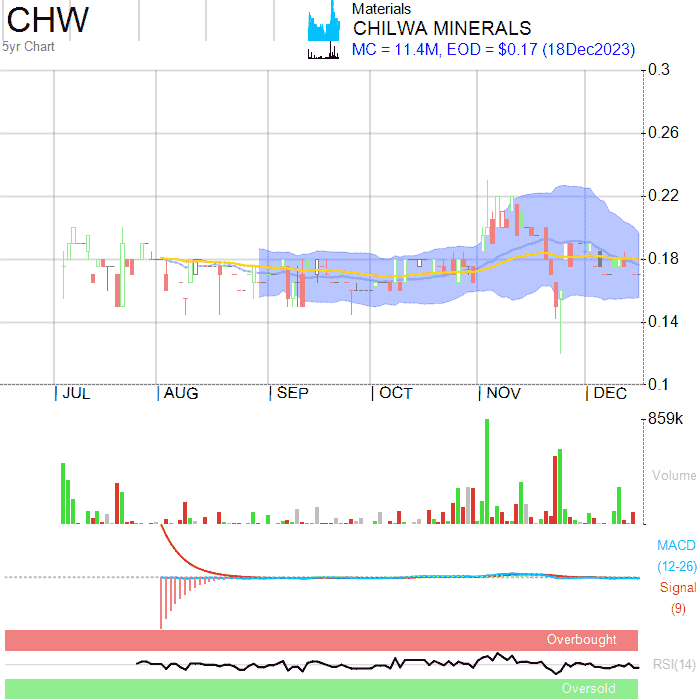 CHW
5yr Chart
Materials
CHILWA MINERALS
MC = 11.4M, EOD = $0.17 (18Dec2023)
0.3
0.26
0.22
0.18
0.14
0.1
JUL AUG SEP OCT NOV DEC
859k
Volume
MACD
(12-26)
Signal
(9)
Overbought
RSI(14)
Oversold